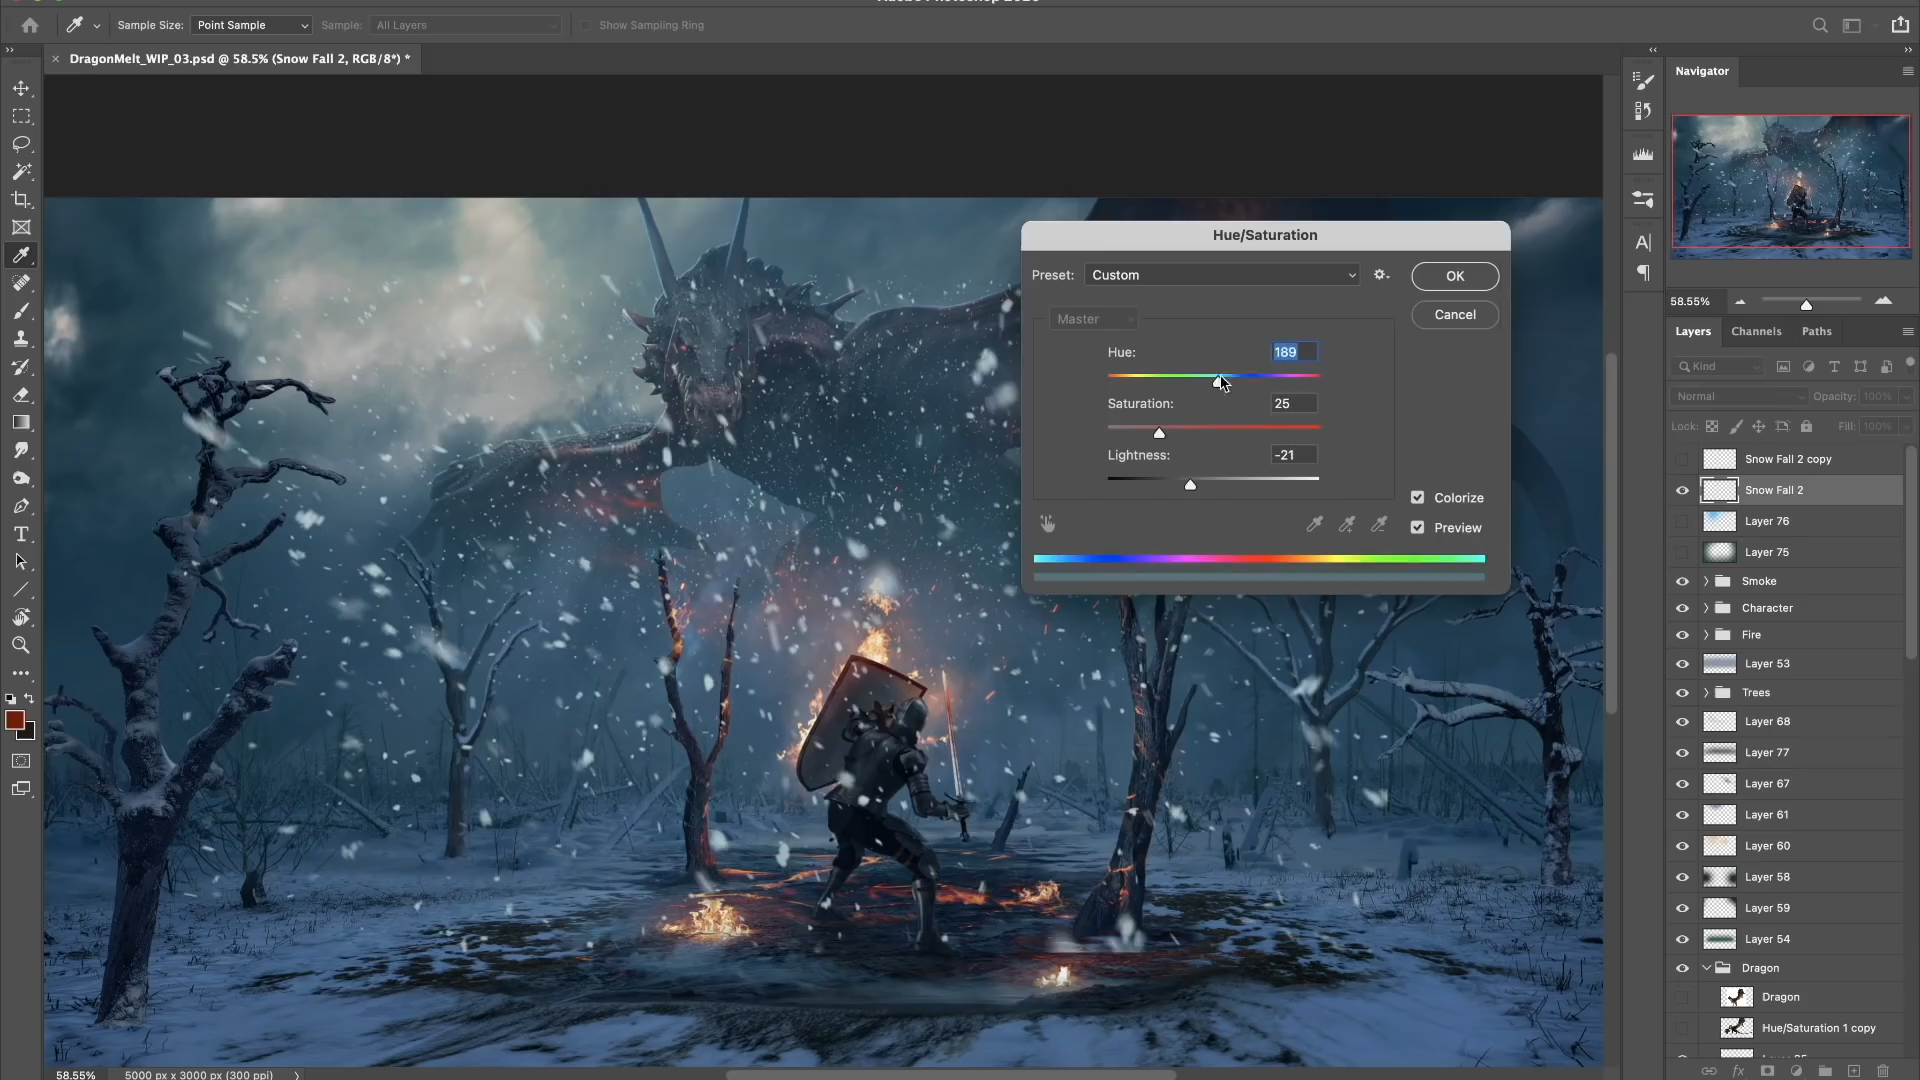 Sample Size: Point Sample Sample: All Layers Show Sampling Ring
DragonMelt_WIP_03.psd @ 58.5% (Snow Fall 2, RGB/8*) *
Navigator
58.55%
Hue/Saturation
Preset: Custom
OK
Cancel
Master
Hue: 189
Saturation: 25
Lightness: -21
Colorize
Preview
Layers Channels Paths
Kind
Normal Opacity: 100%
Lock: Fill: 100%
Snow Fall 2 copy
Snow Fall 2
Layer 76
Layer 75
Smoke
Character
Fire
Layer 53
Trees
Layer 68
Layer 77
Layer 67
Layer 61
Layer 60
Layer 58
Layer 59
Layer 54
Dragon
Dragon
Hue/Saturation 1 copy
58.55% 5000 px x 3000 px (300 ppi)